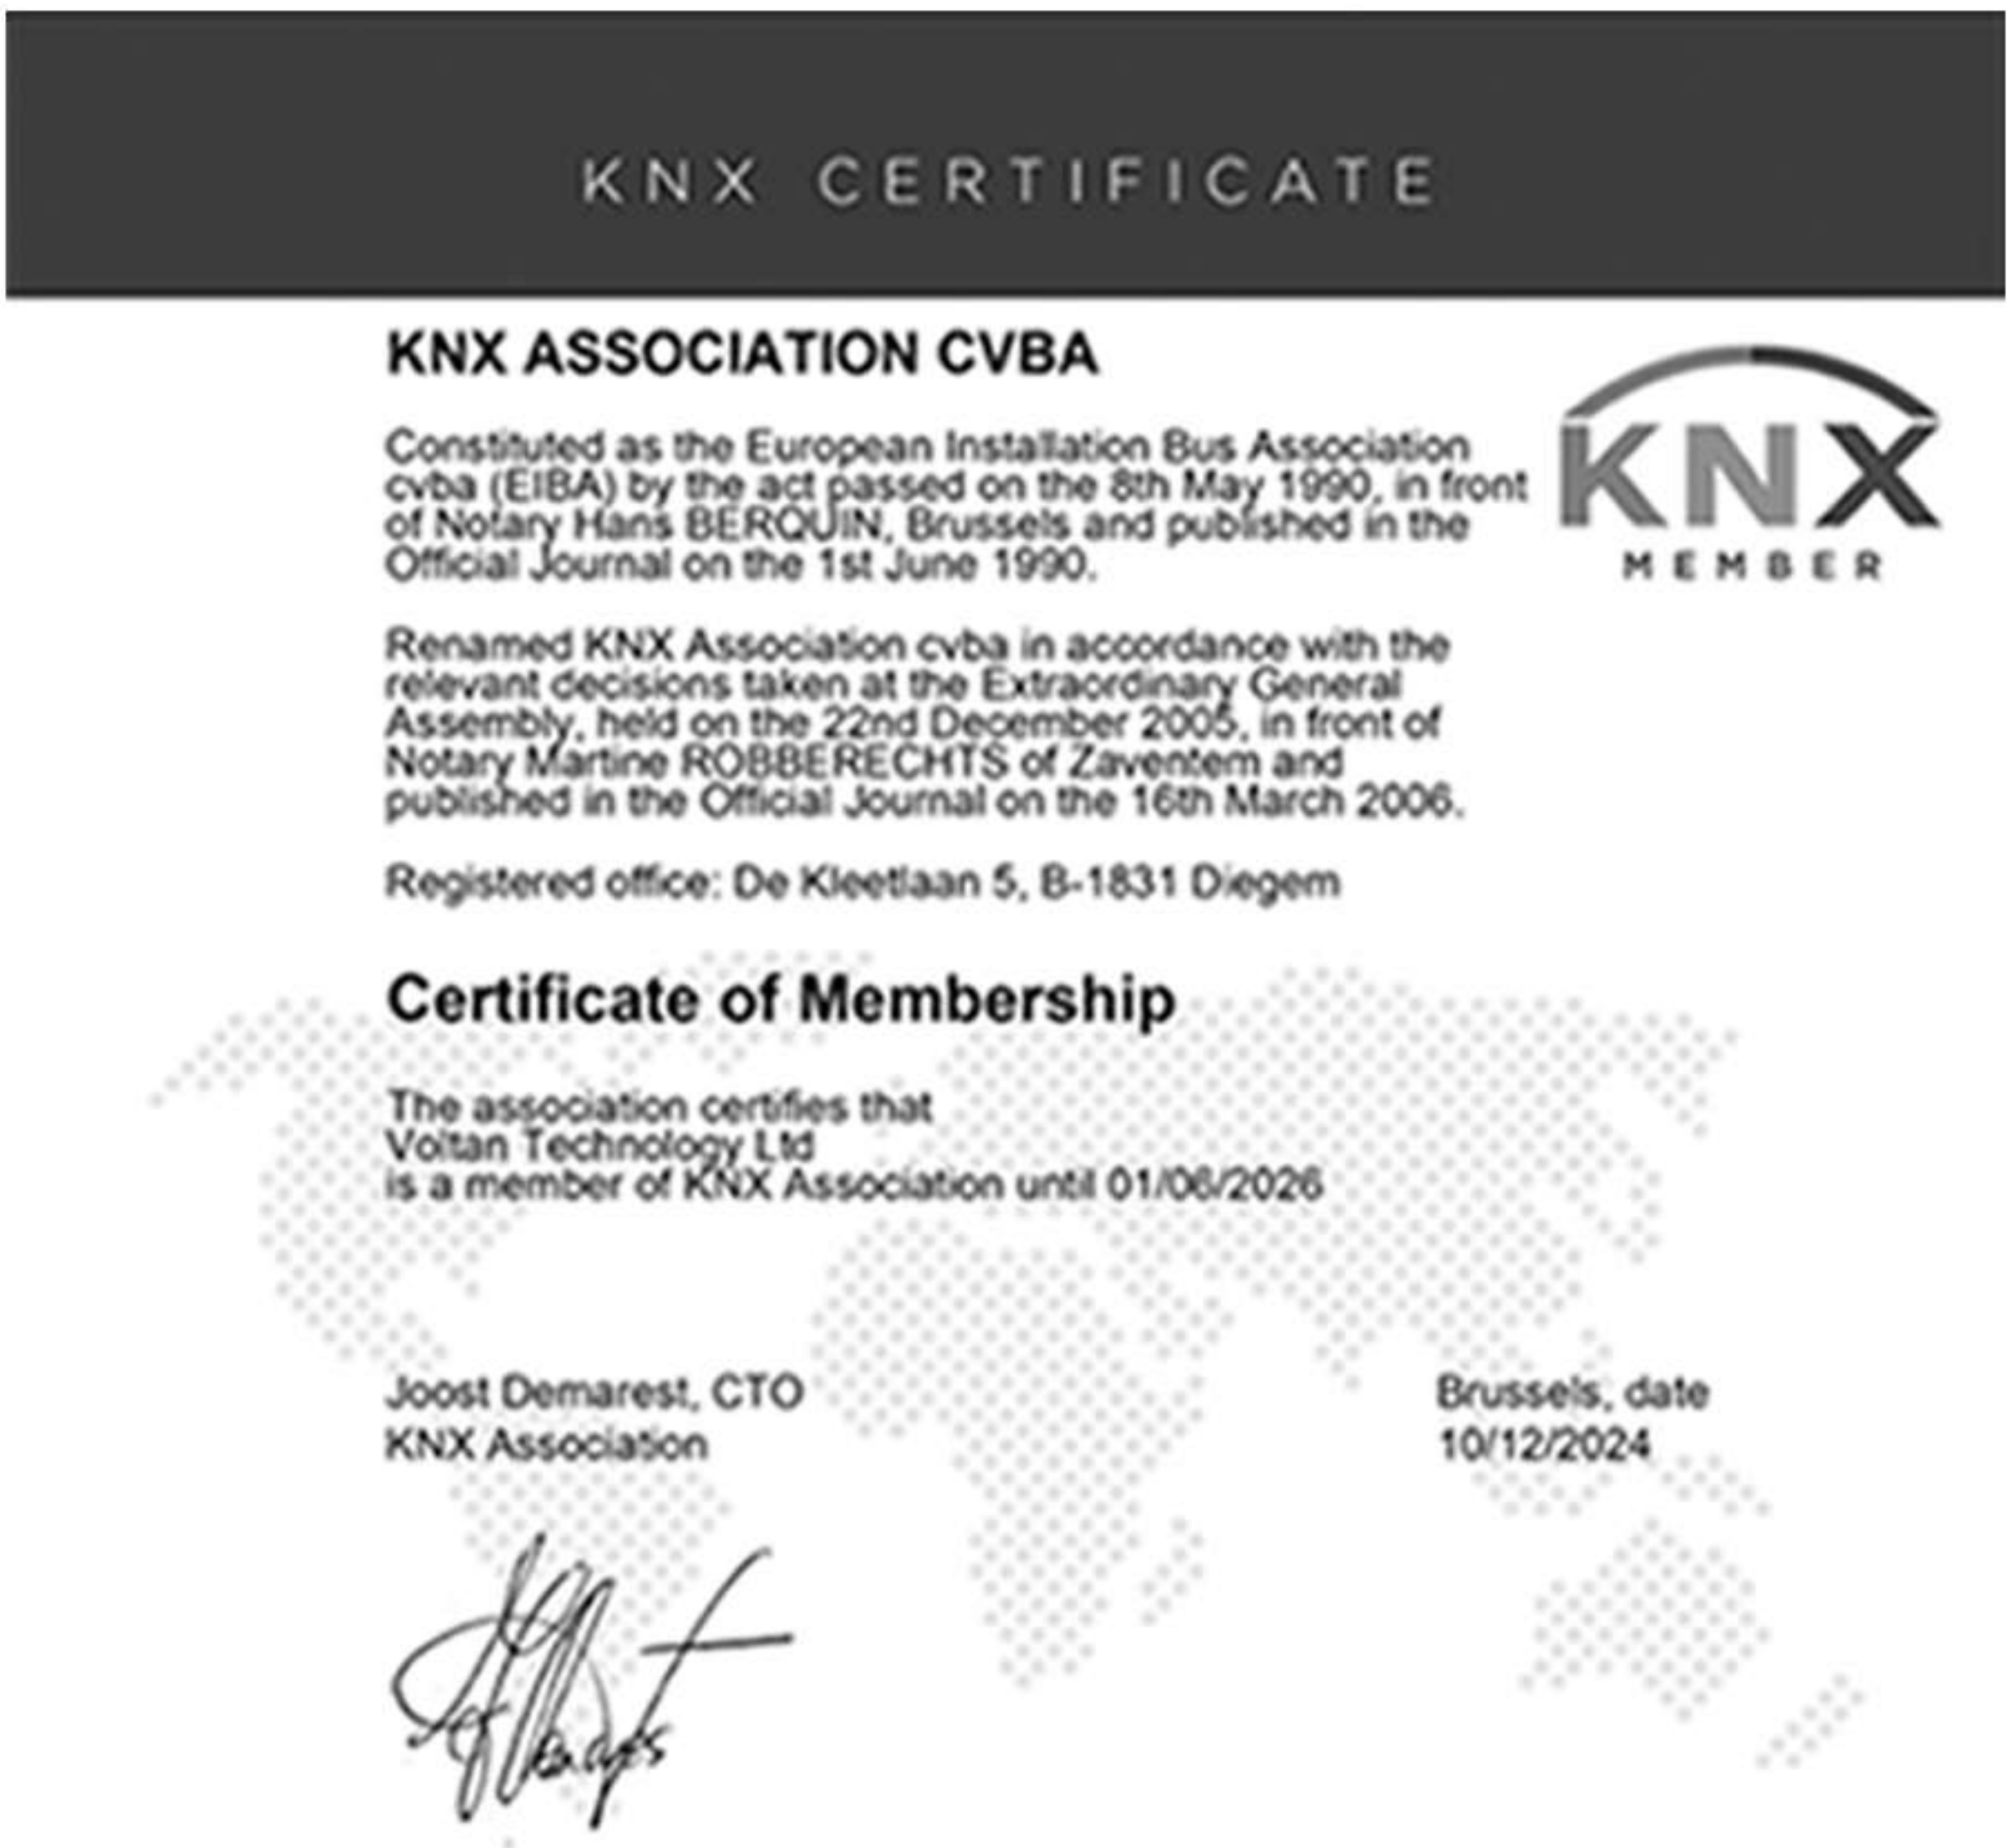 KNX CERTIFICATE
KNX ASSOCIATION CVBA
Constituted as the European Installation Bus Association
cvba (EIBA) by the act passed on the 8th May 1990, in front
of Notary Hans BERQUIN, Brussels and published in the
Official Journal on the 1st June 1990.
KNX
MEMBER
Renamed KNX Association cvba in accordance with the
relevant decisions taken at the Extraordinary General
Assembly, held on the 22nd December 2005, in front of
Notary Martine ROBBERECHTS of Zaventem and
published in the Official Journal on the 16th March 2006.
Registered office: De Kleetlaan 5, B-1831 Diegem
Certificate of Membership
The association certifies that
Voltan Technology Ltd
is a member of KNX Association until 01/06/2026
Joost Demarest, CTO
KNX Association
Brussels, date
10/12/2024